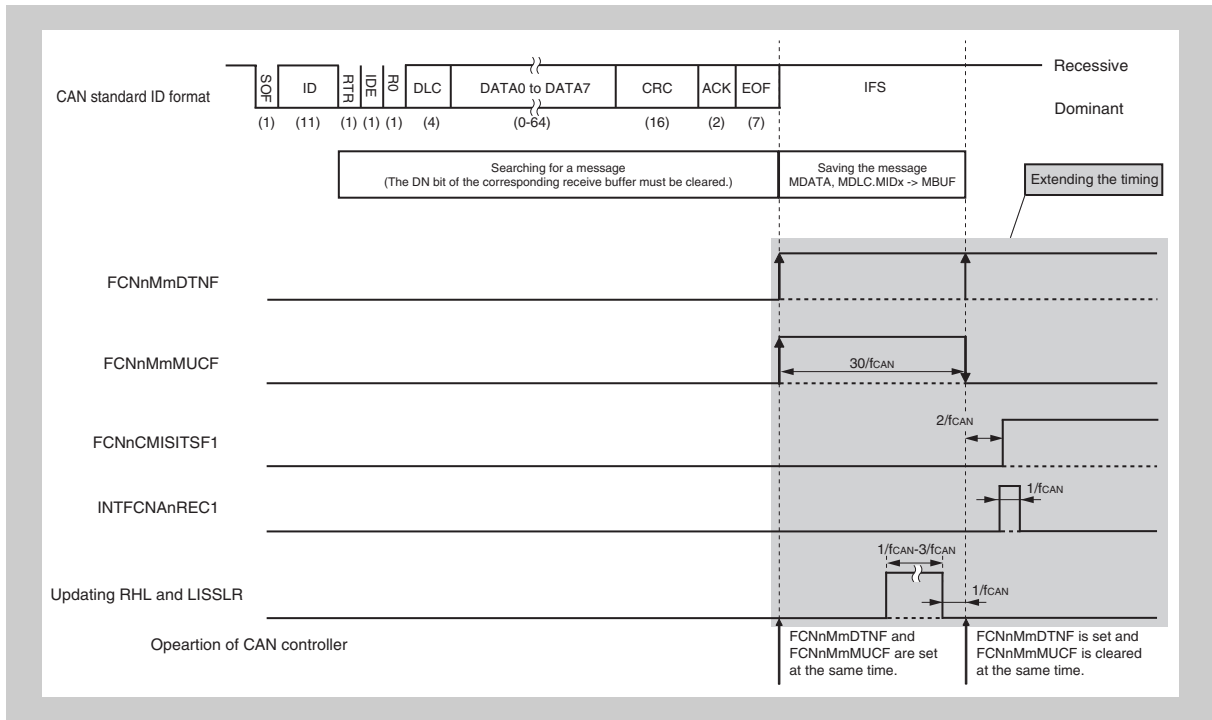 Recessive
CAN standard ID format
SOF
ID
RTR
IDE
R0
DLC
DATA0 to DATA7
CRC
ACK
EOF
IFS
Dominant
(1)
(11)
(1)
(1)
(1)
(4)
(0-64)
(16)
(2)
(7)
Searching for a message
(The DN bit of the corresponding receive buffer must be cleared.)
Saving the message
MDATA, MDLC.MIDx -> MBUF
Extending the timing
FCNnMmDTNF
FCNnMmMUCF
30/fCAN
FCNnCMISITSF1
2/fCAN
INTFCNAnREC1
1/fCAN
1/fCAN-3/fCAN
Updating RHL and LISSLR
1/fCAN
Opeartion of CAN controller
FCNnMmDTNF and
FCNnMmMUCF are set
at the same time.
FCNnMmDTNF is set and
FCNnMmMUCF is cleared
at the same time.